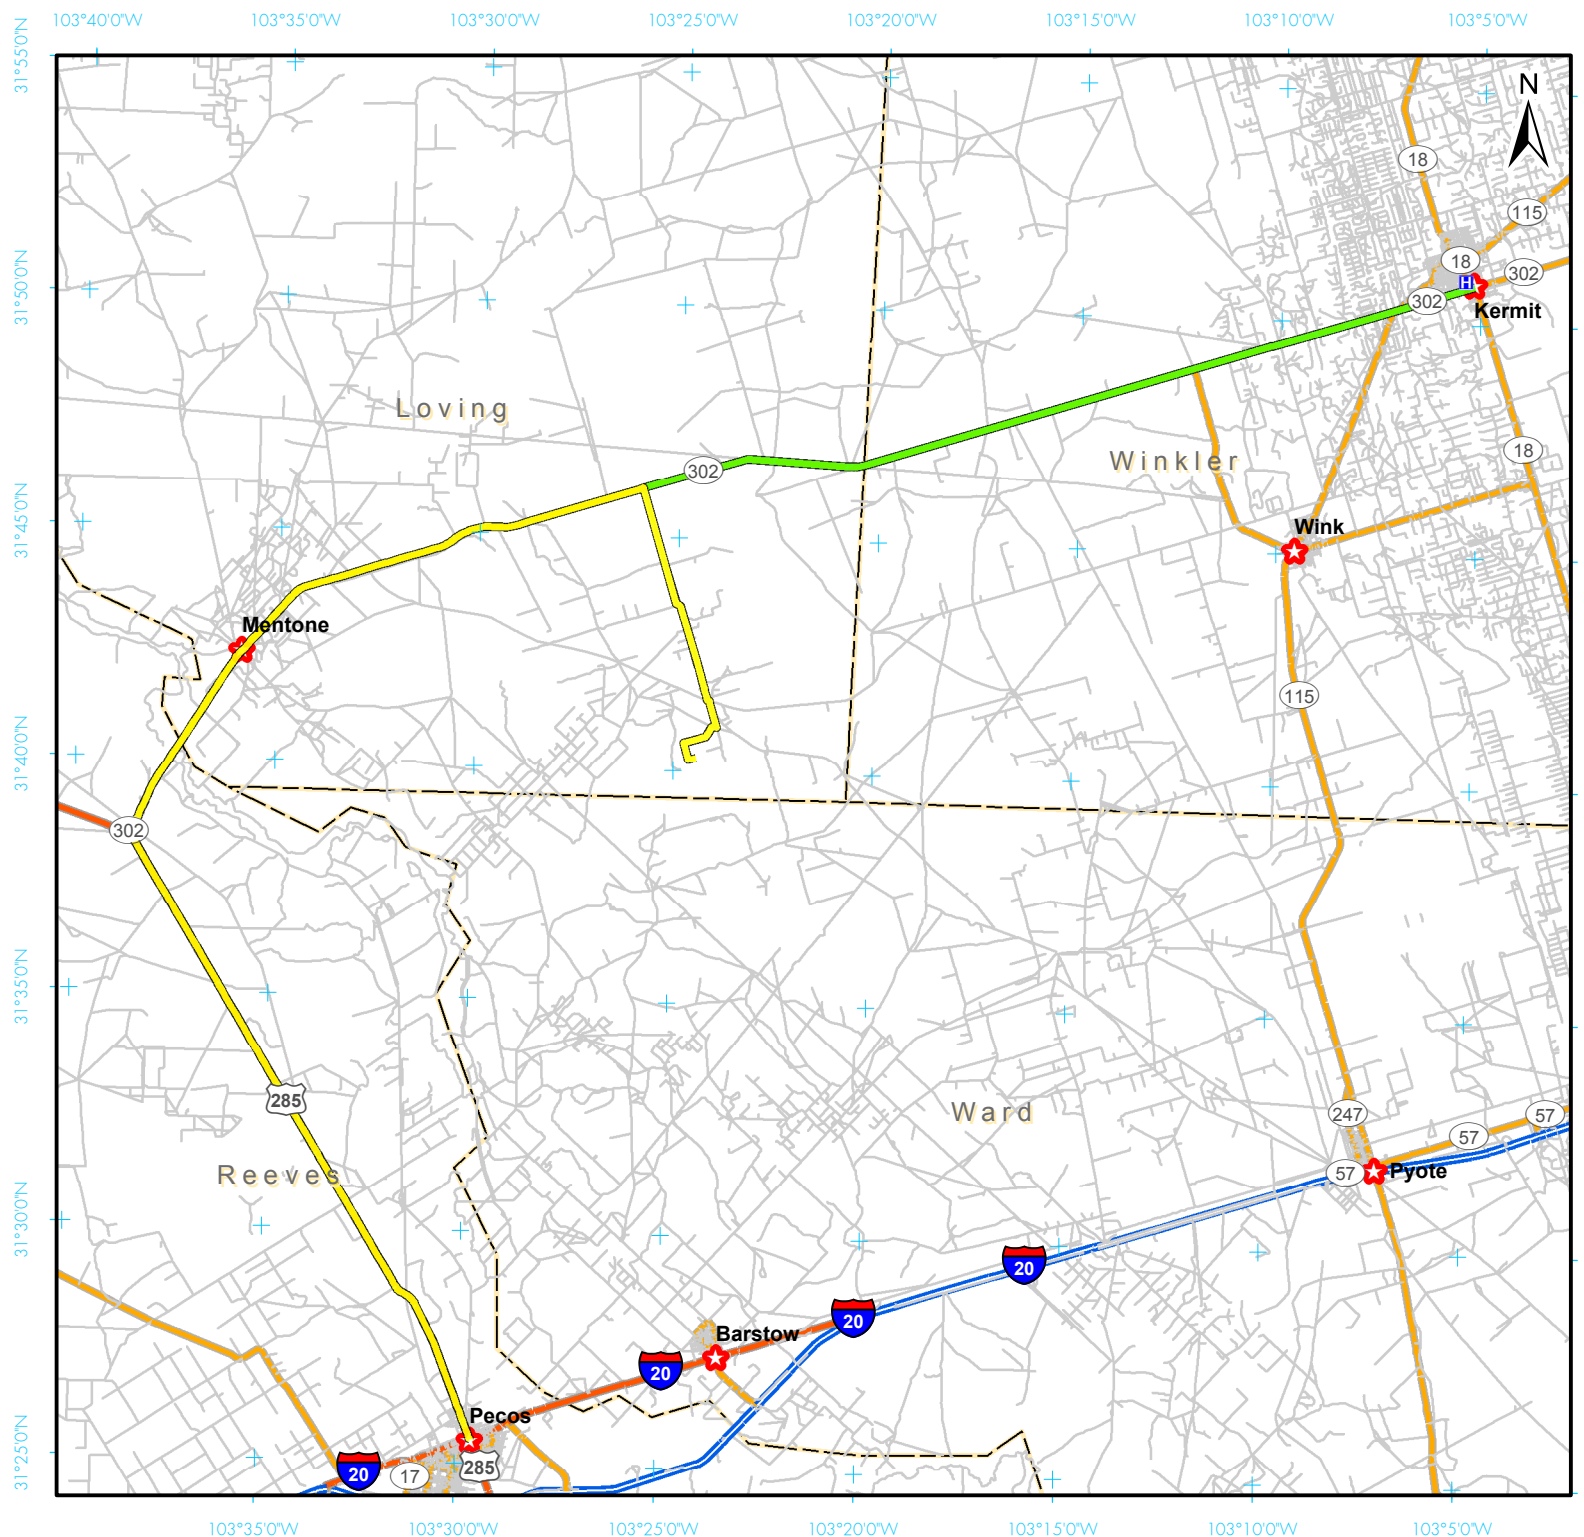 103°40'0"W 103°35'0"W 103°30'0"W 103°25'0"W 103°20'0"W 103°15'0"W 103°10'0"W 103°5'0"W
31°55'0"N
N
18
115
18
302
31°50'0"N
H
302
Kermit
Loving
18
Winkler
302
31°45'0"N
Wink
Mentone
115
31°40'0"N
302
31°35'0"N
285
Ward
247
57
57
Reeves
57
Pyote
31°30'0"N
20
20
Barstow
20
Pecos
31°25'0"N
20
17
285
103°35'0"W 103°30'0"W 103°25'0"W 103°20'0"W 103°15'0"W 103°10'0"W 103°5'0"W